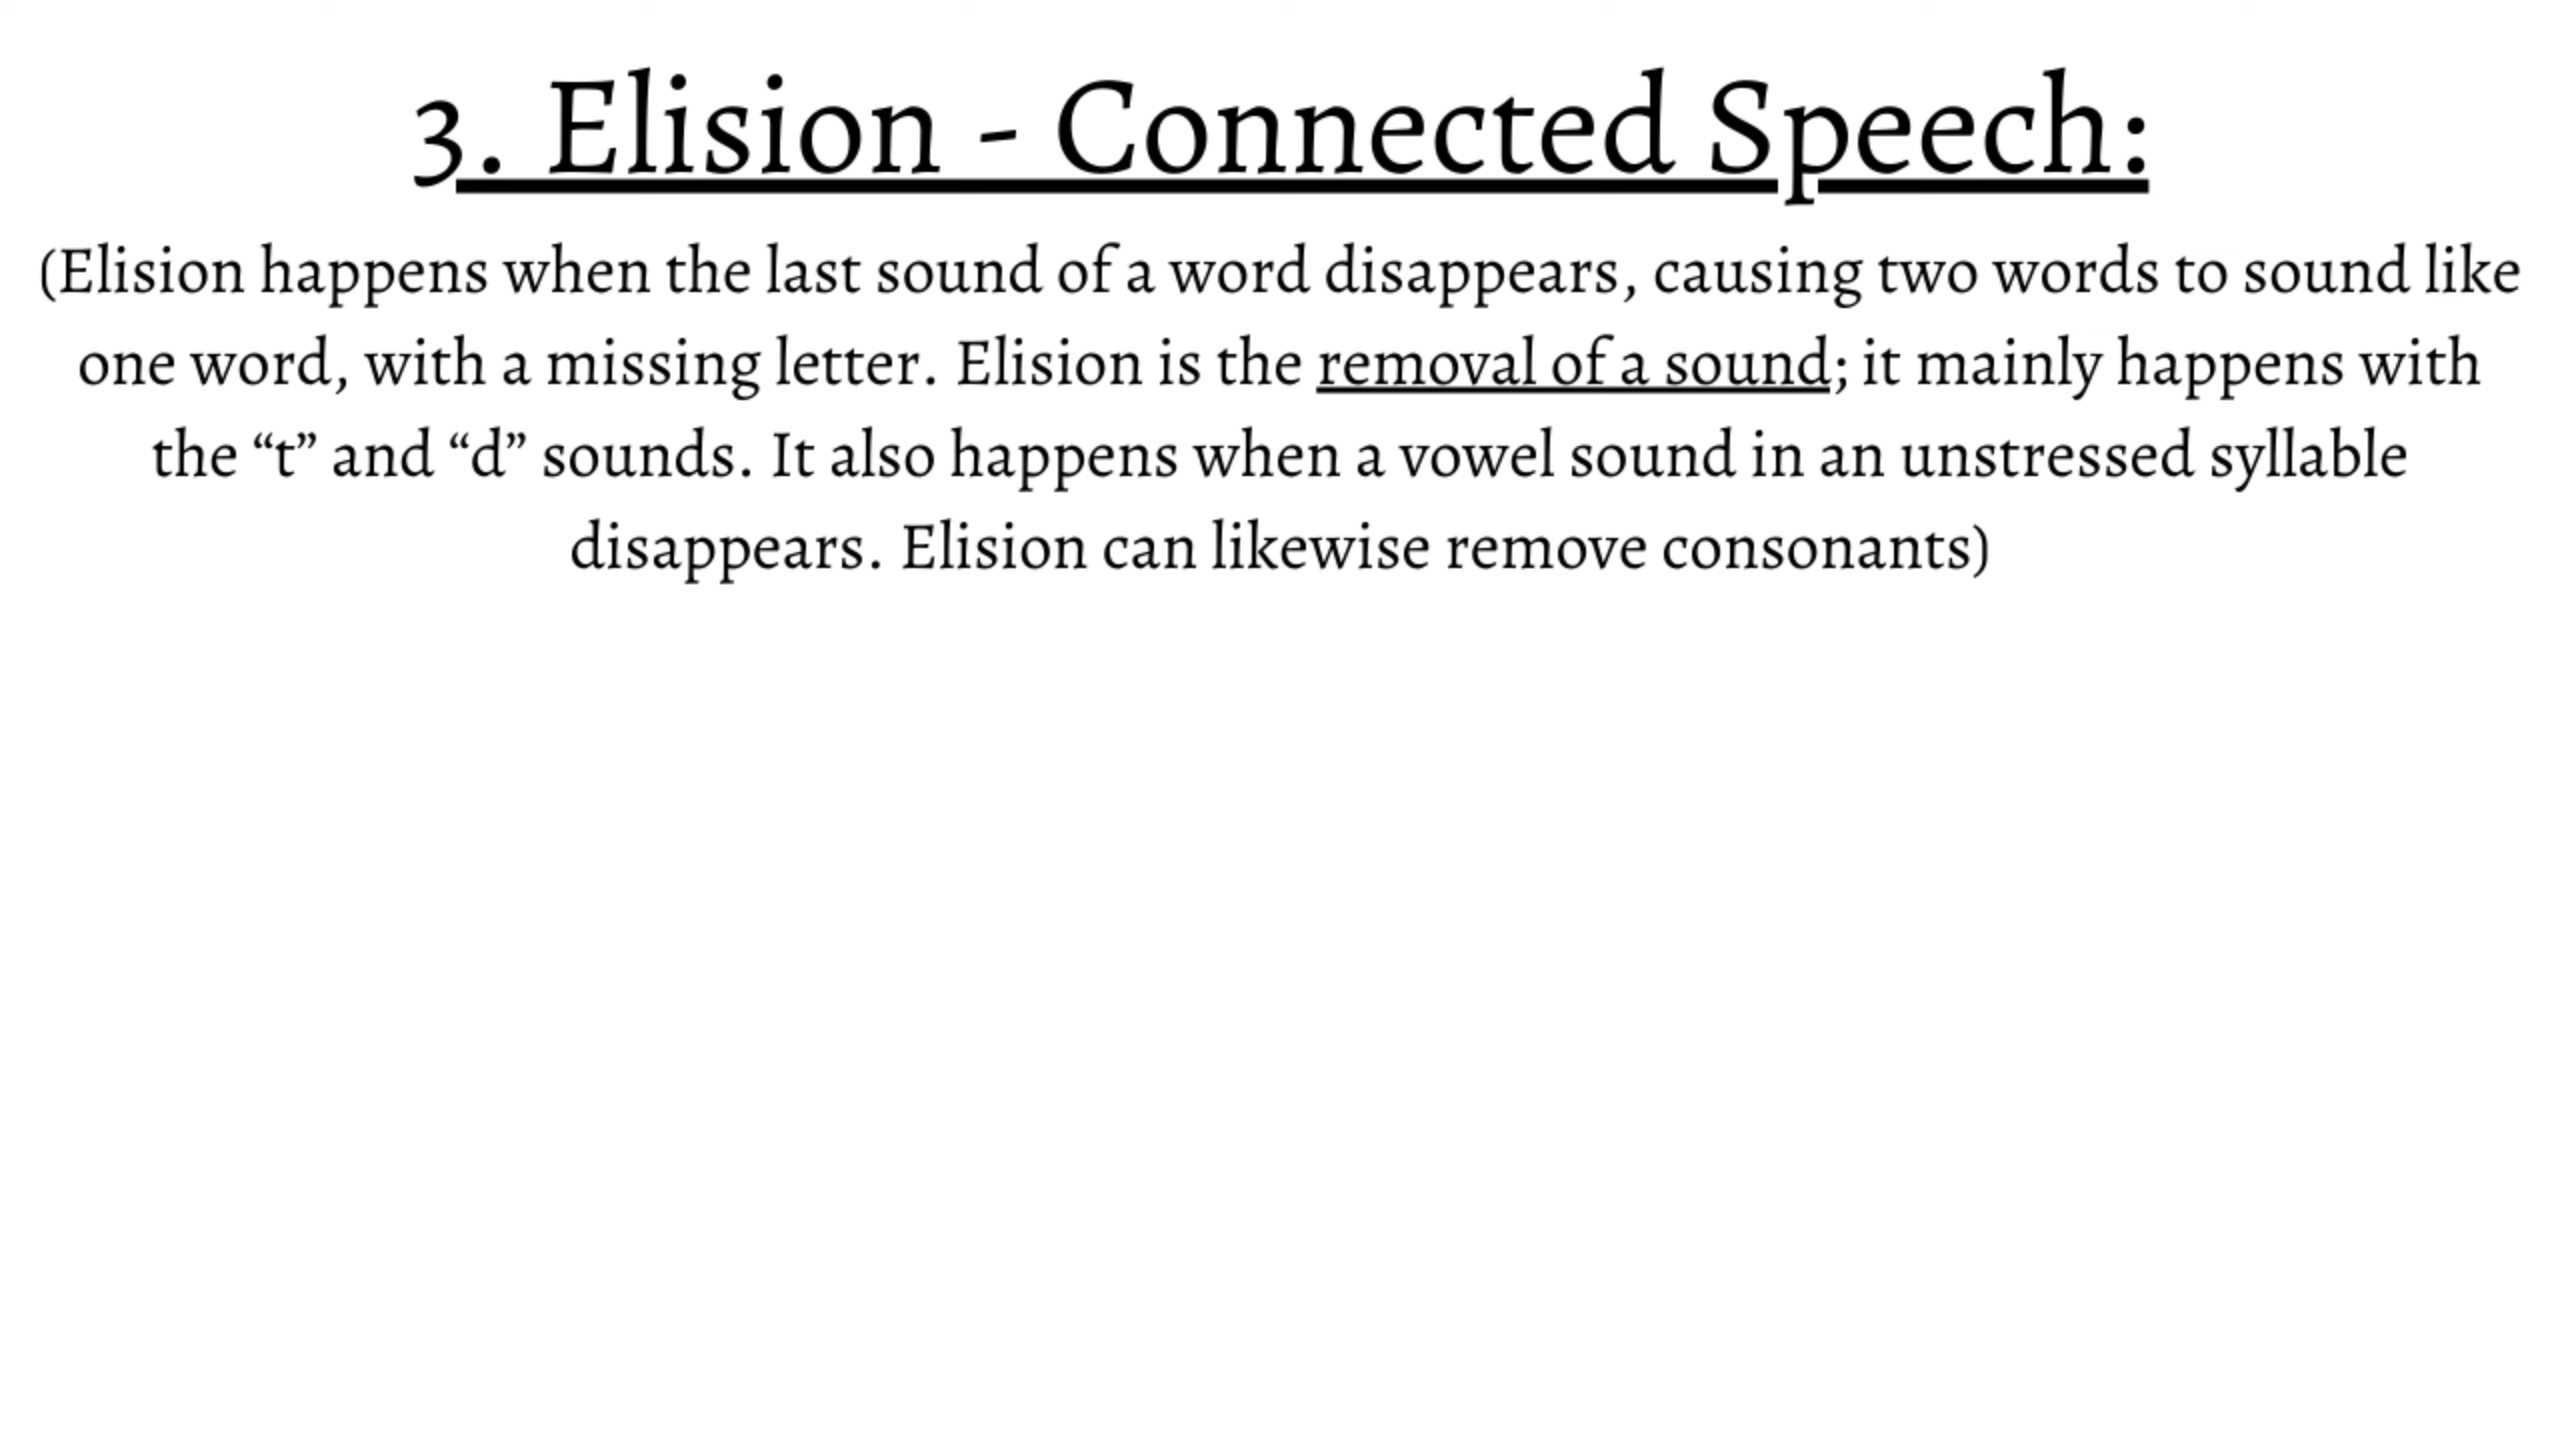 3. Elision - Connected Speech:
(Elision happens when the last sound of a word disappears, causing two words to sound like
one word, with a missing letter. Elision is the removal of a sound; it mainly happens with
the “t” and “d” sounds. It also happens when a vowel sound in an unstressed syllable
disappears. Elision can likewise remove consonants)